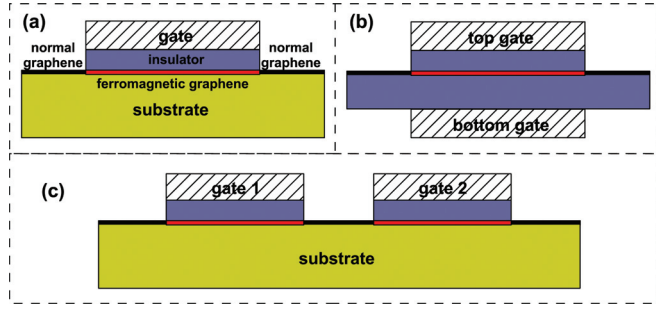 (a)
gate
normal
graphene
insulator
normal
graphene
ferromagnetic graphene
substrate
(b)
top gate
bottom gate
(c)
gate 1
gate 2
substrate